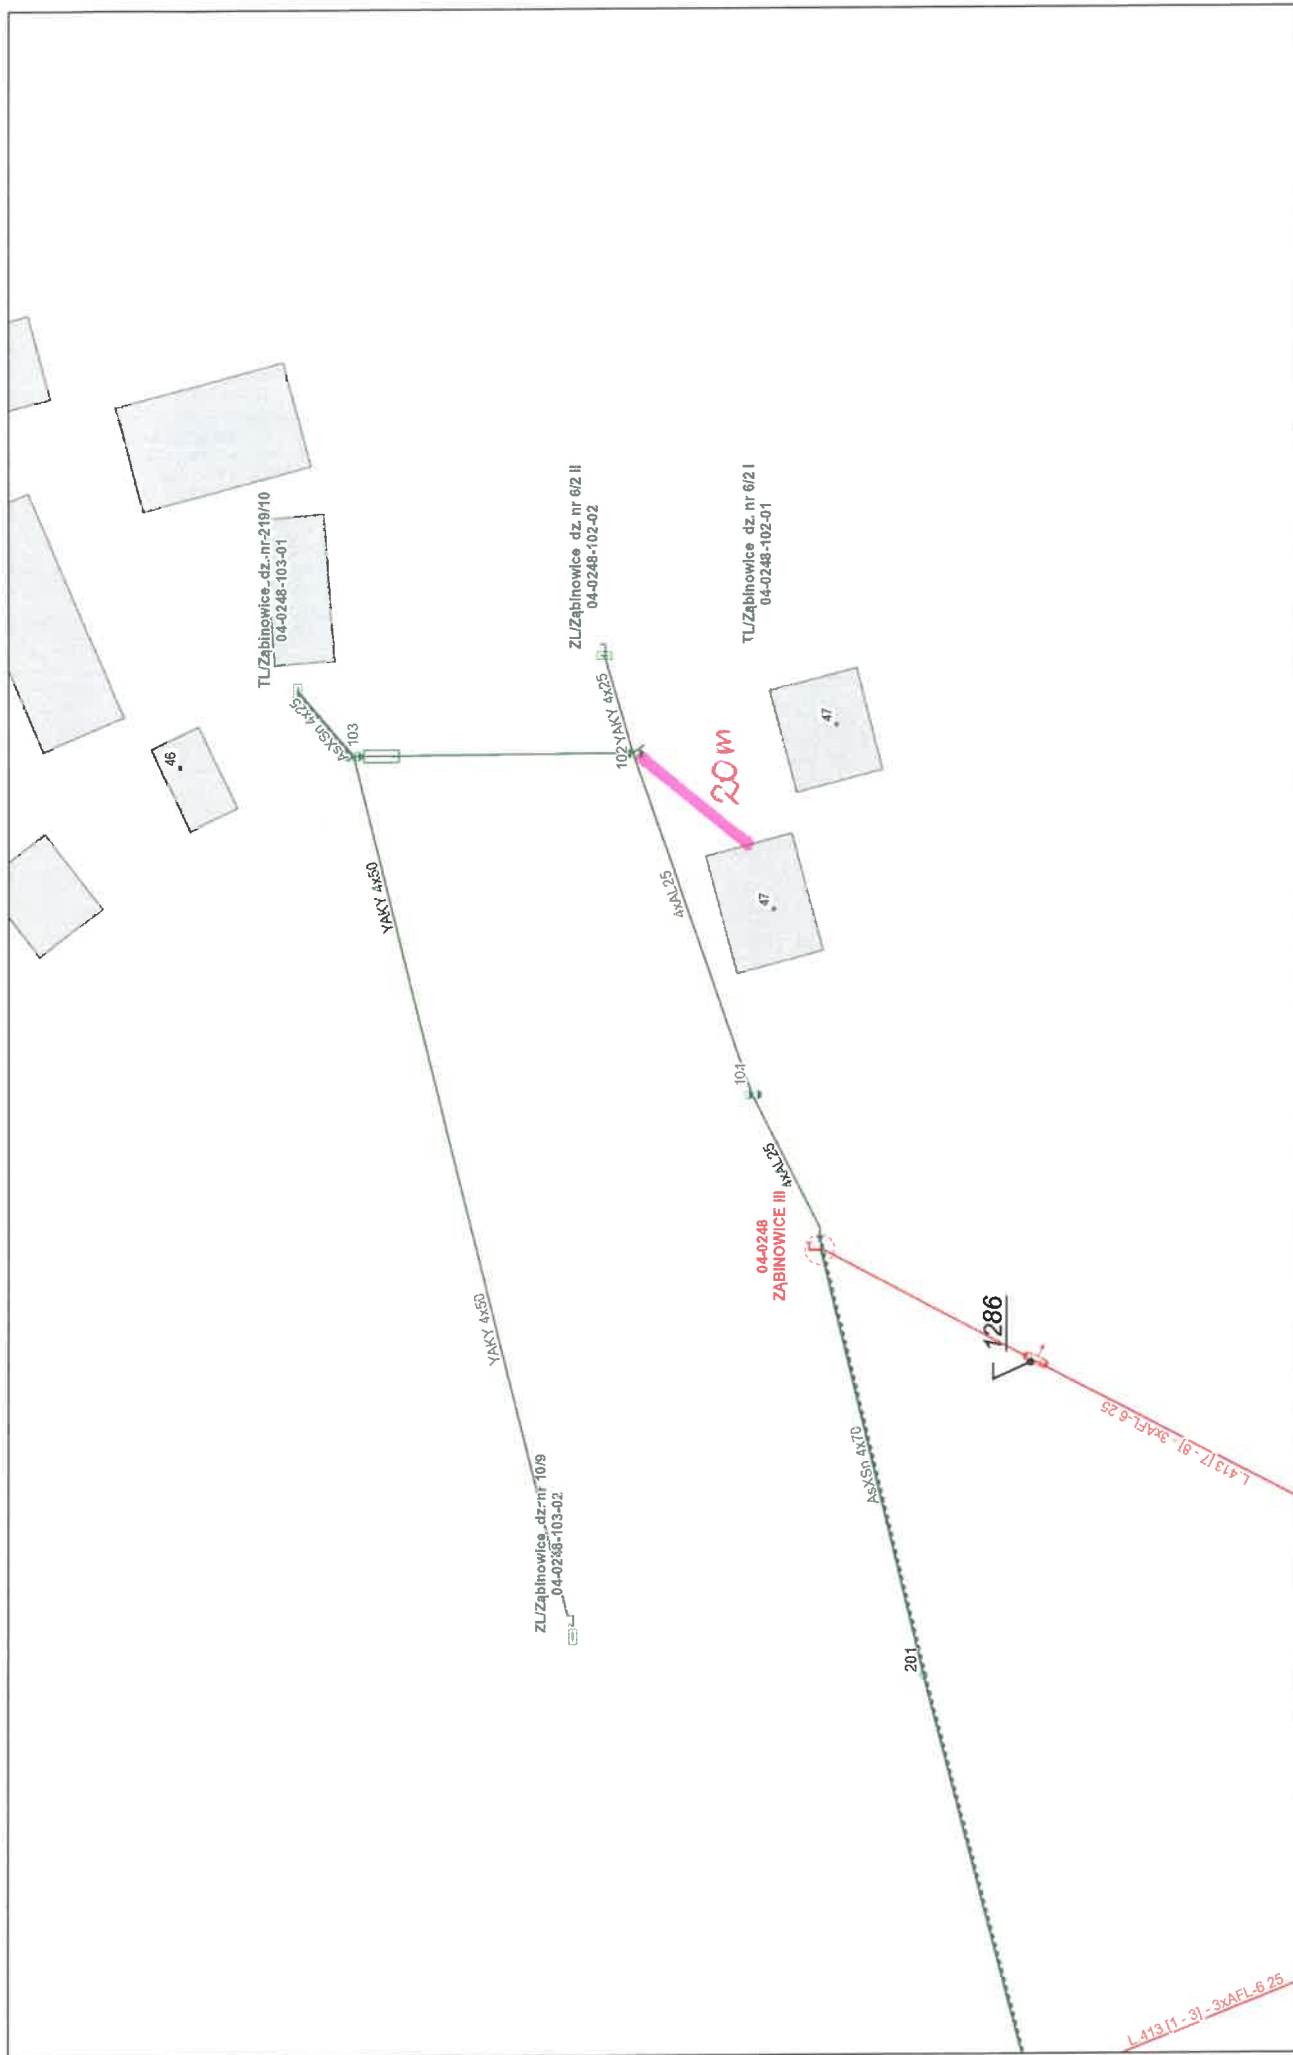 46
TL/Ząbinowice dz. nr 219/10
04-0248-103-01
AsXSn 4x25
103
YAKY 4x50
ZL/Ząbinowice dz. nr 6/2 II
04-0248-102-02
102
YAKY 4x25
TL/Ząbinowice dz. nr 6/2 I
04-0248-102-01
20 m
47
47
4xAL25
101
4xAL25
04-0248
ZĄBINOWICE III
YAKY 4x50
1286
L.413 [7 - 8] - 3xAFL-6 25
AsXSn 4x70
ZL/Ząbinowice dz. nr 10/9
04-0248-103-02
201
L.413 [1 - 3] - 3xAFL-6 25